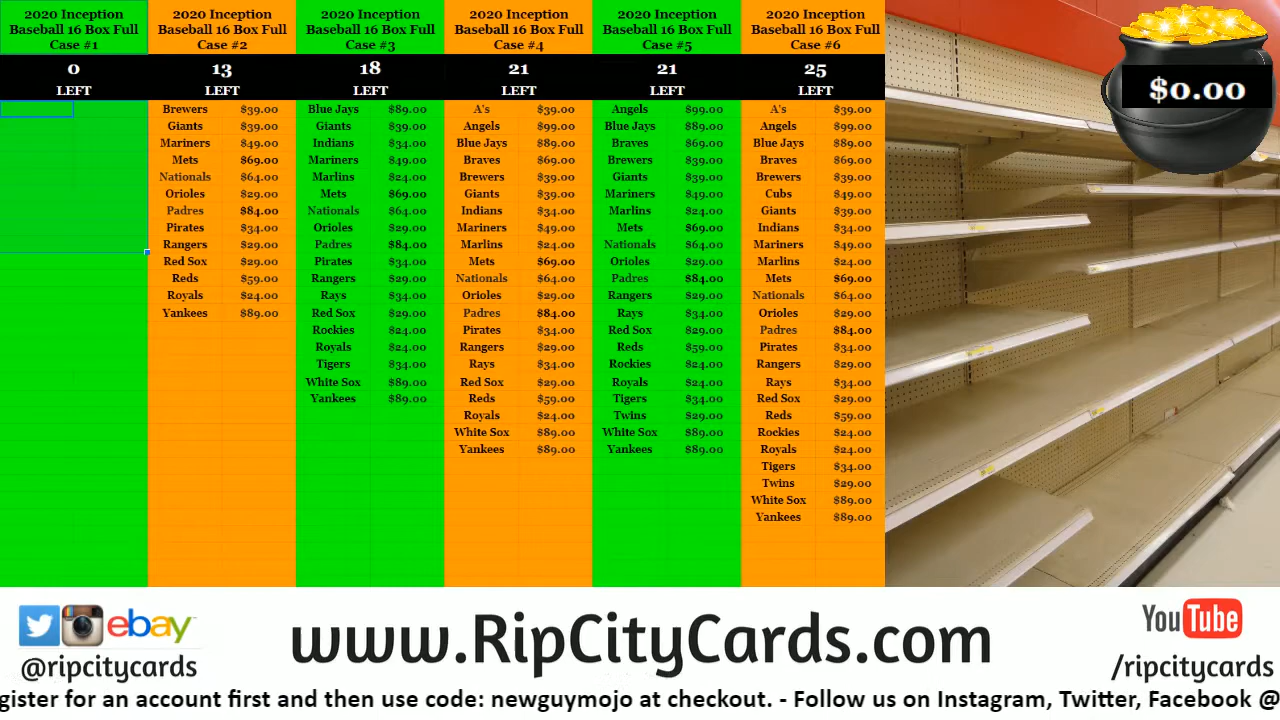 2020 Inception
Baseball 16 Box Full
Case #1
0
LEFT
2020 Inception
Baseball 16 Box Full
Case #2
13
LEFT
Brewers $39.00
Giants $39.00
Mariners $49.00
Mets $69.00
Nationals $64.00
Orioles $29.00
Padres $84.00
Pirates $34.00
Rangers $29.00
Red Sox $29.00
Reds $59.00
Royals $24.00
Yankees $89.00
2020 Inception
Baseball 16 Box Full
Case #3
18
LEFT
Blue Jays $89.00
Giants $39.00
Indians $34.00
Mariners $49.00
Marlins $24.00
Mets $69.00
Nationals $64.00
Orioles $29.00
Padres $84.00
Pirates $34.00
Rangers $29.00
Rays $34.00
Red Sox $29.00
Rockies $24.00
Royals $24.00
Tigers $34.00
White Sox $89.00
Yankees $89.00
2020 Inception
Baseball 16 Box Full
Case #4
21
LEFT
A's $39.00
Angels $99.00
Blue Jays $89.00
Braves $69.00
Brewers $39.00
Giants $39.00
Indians $34.00
Mariners $49.00
Marlins $24.00
Mets $69.00
Nationals $64.00
Orioles $29.00
Padres $84.00
Pirates $34.00
Rangers $29.00
Rays $34.00
Red Sox $29.00
Reds $59.00
Royals $24.00
White Sox $89.00
Yankees $89.00
2020 Inception
Baseball 16 Box Full
Case #5
21
LEFT
Angels $99.00
Blue Jays $89.00
Braves $69.00
Brewers $39.00
Giants $39.00
Mariners $49.00
Marlins $24.00
Mets $69.00
Nationals $64.00
Orioles $29.00
Padres $84.00
Rangers $29.00
Rays $34.00
Red Sox $29.00
Reds $59.00
Rockies $24.00
Royals $24.00
Tigers $34.00
Twins $29.00
White Sox $89.00
Yankees $89.00
2020 Inception
Baseball 16 Box Full
Case #6
25
LEFT
A's $39.00
Angels $99.00
Blue Jays $89.00
Braves $69.00
Brewers $39.00
Cubs $49.00
Giants $39.00
Indians $34.00
Mariners $49.00
Marlins $24.00
Mets $69.00
Nationals $64.00
Orioles $29.00
Padres $84.00
Pirates $34.00
Rangers $29.00
Rays $34.00
Red Sox $29.00
Reds $59.00
Rockies $24.00
Royals $24.00
Tigers $34.00
Twins $29.00
White Sox $89.00
Yankees $89.00
$0.00
ebay
@ripcitycards
www.RipCityCards.com
YouTube
/ripcitycards
gister for an account first and then use code: newguymojo at checkout. - Follow us on Instagram, Twitter, Facebook @